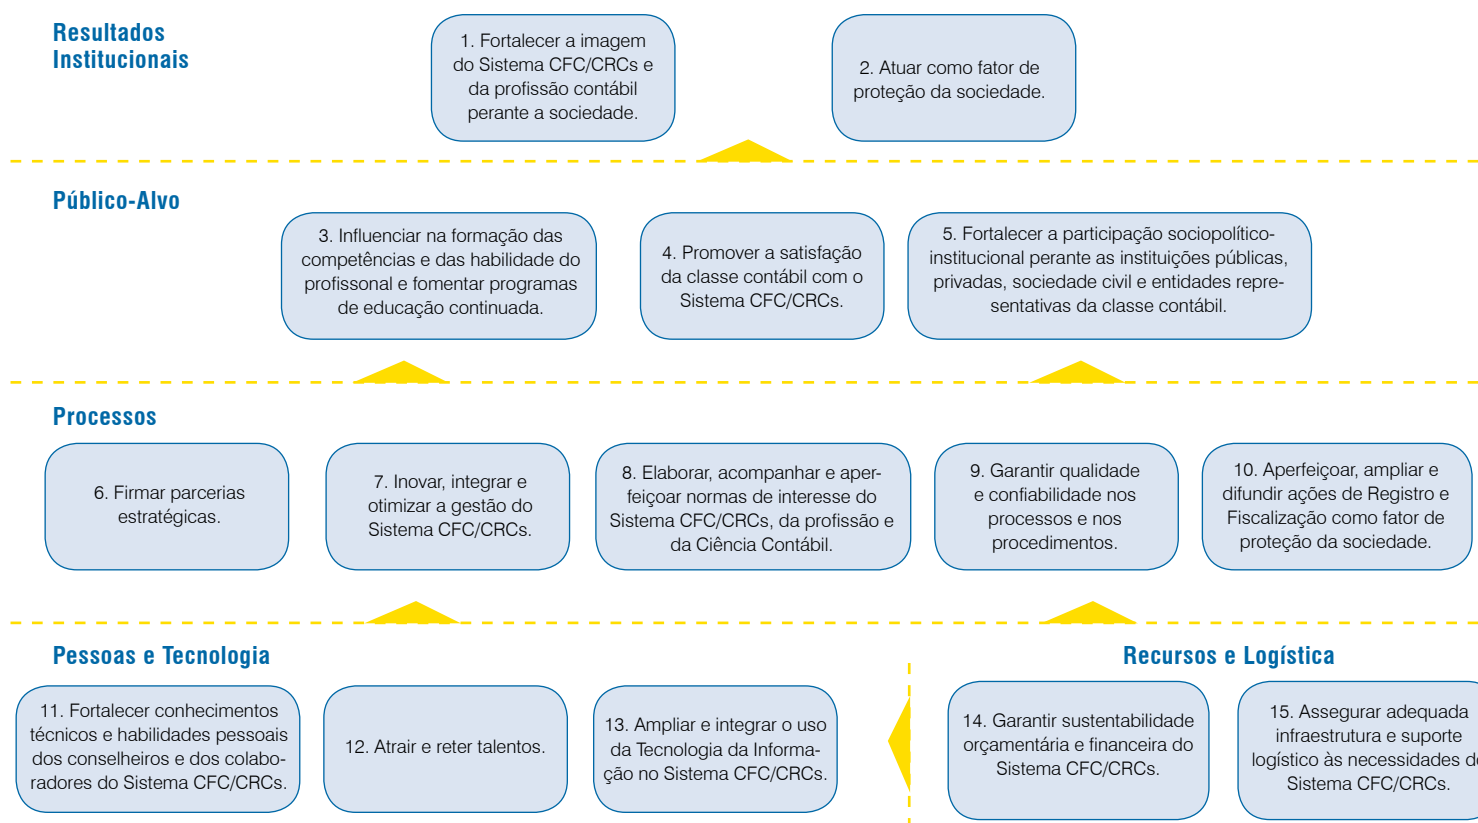 Resultados
Institucionais
1. Fortalecer a imagem
do Sistema CFC/CRCs e
da profissão contábil
perante a sociedade.
2. Atuar como fator de
proteção da sociedade.
Público-Alvo
3. Influenciar na formação das
competências e das habilidade do
profissonal e fomentar programas
de educação continuada.
4. Promover a satisfação
da classe contábil com o
Sistema CFC/CRCs.
5. Fortalecer a participação sociopolítico-
institucional perante as instituições públicas,
privadas, sociedade civil e entidades repre-
sentativas da classe contábil.
Processos
6. Firmar parcerias
estratégicas.
7. Inovar, integrar e
otimizar a gestão do
Sistema CFC/CRCs.
8. Elaborar, acompanhar e aper-
feiçoar normas de interesse do
Sistema CFC/CRCs, da profissão e
da Ciência Contábil.
9. Garantir qualidade
e confiabilidade nos
processos e nos
procedimentos.
10. Aperfeiçoar, ampliar e
difundir ações de Registro e
Fiscalização como fator de
proteção da sociedade.
Pessoas e Tecnologia
11. Fortalecer conhecimentos
técnicos e habilidades pessoais
dos conselheiros e dos colabo-
radores do Sistema CFC/CRCs.
12. Atrair e reter talentos.
13. Ampliar e integrar o uso
da Tecnologia da Informa-
ção no Sistema CFC/CRCs.
Recursos e Logística
14. Garantir sustentabilidade
orçamentária e financeira do
Sistema CFC/CRCs.
15. Assegurar adequada
infraestrutura e suporte
logístico às necessidades
Sistema CFC/CRCs.